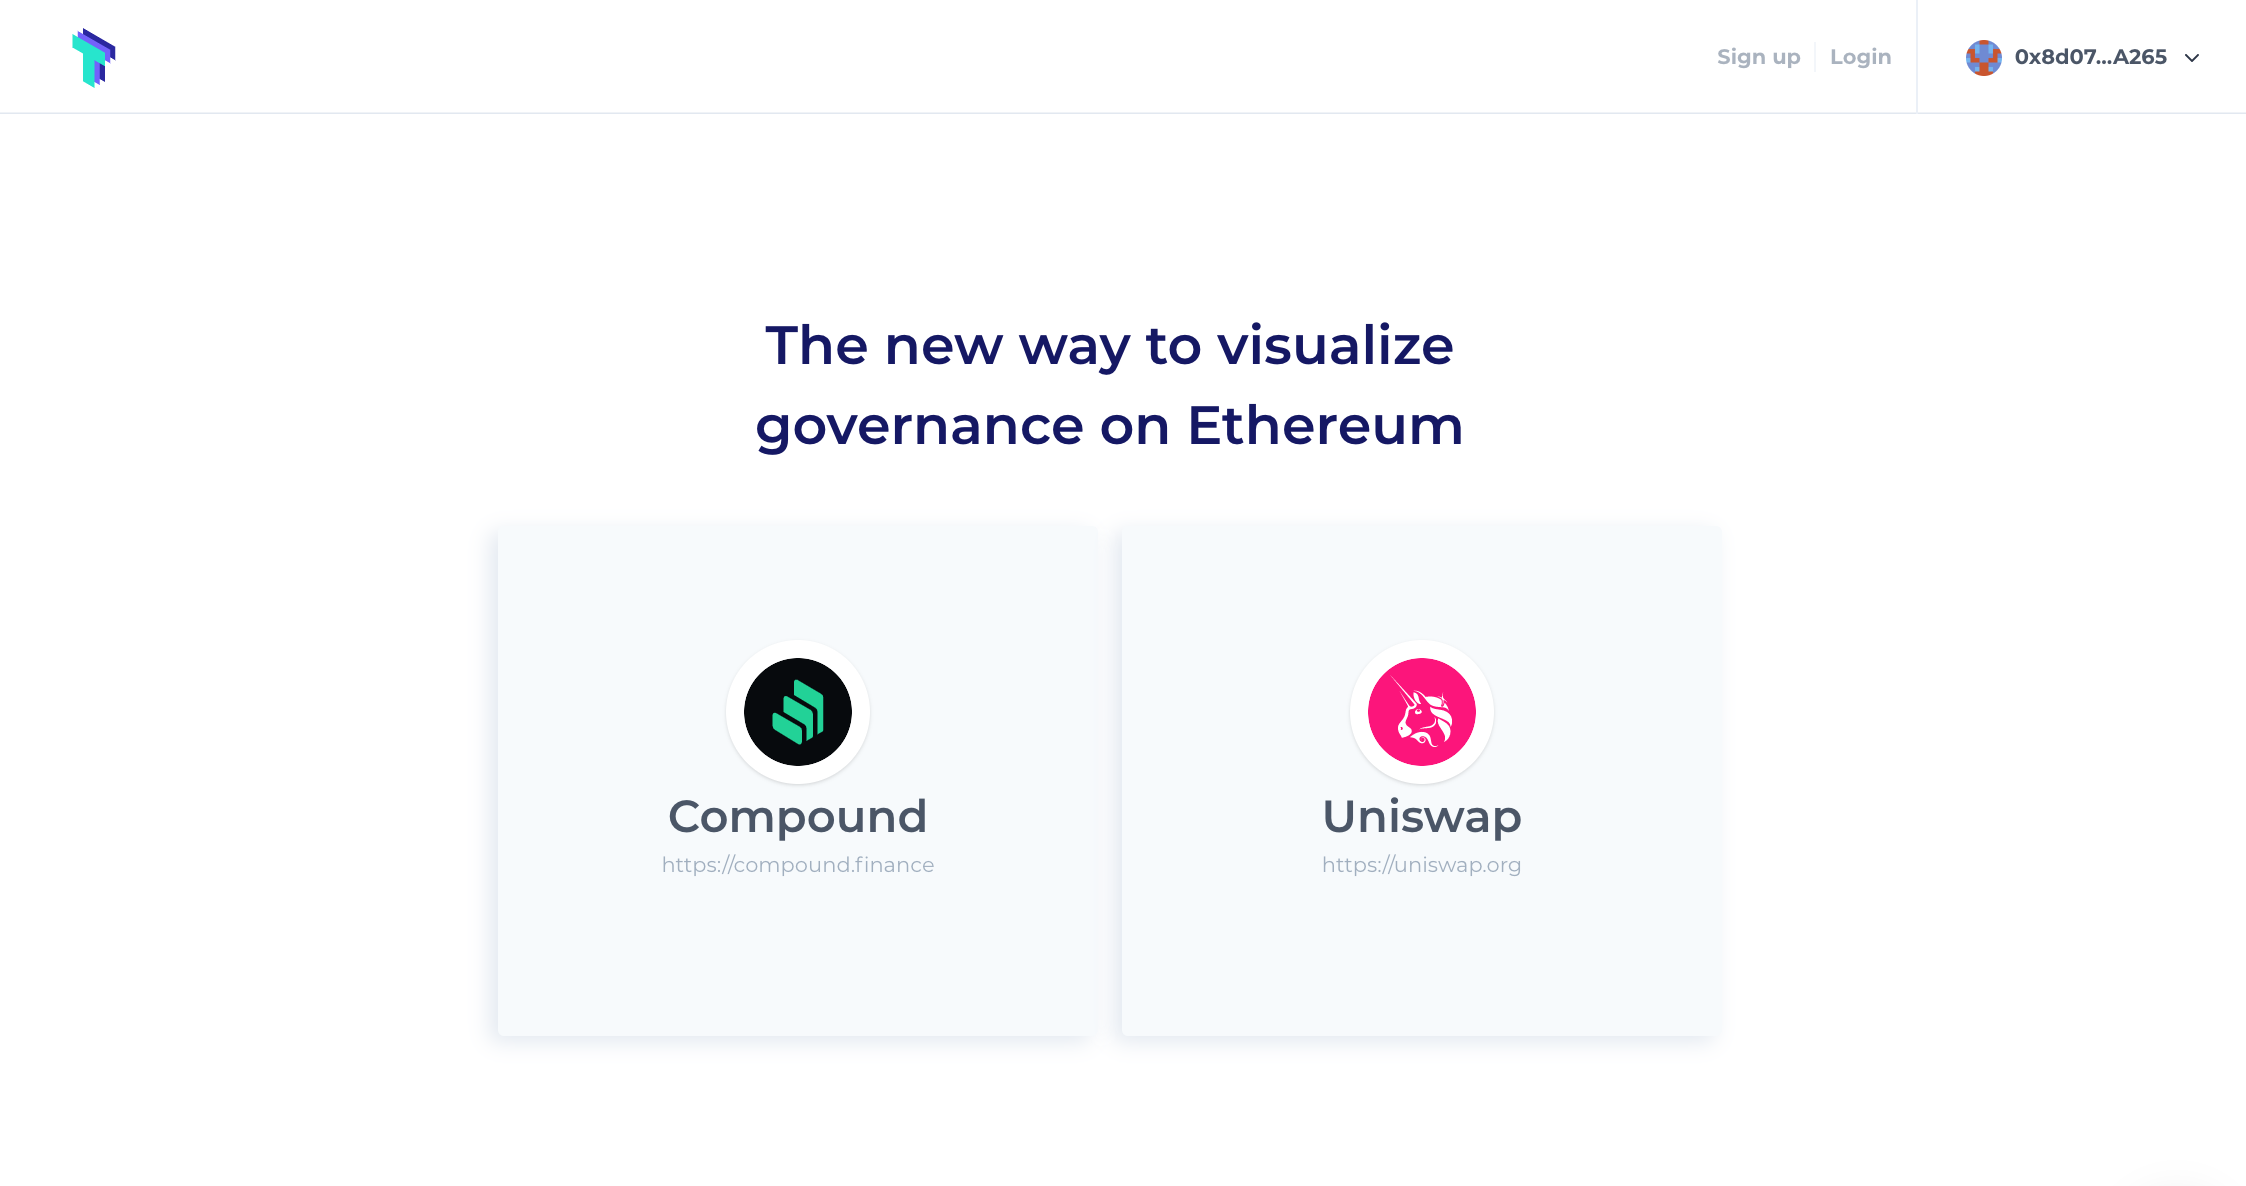 Sign up
Login
0x8d07...A265
The new way to visualize
governance on Ethereum
Compound
https://compound.finance
Uniswap
https://uniswap.org